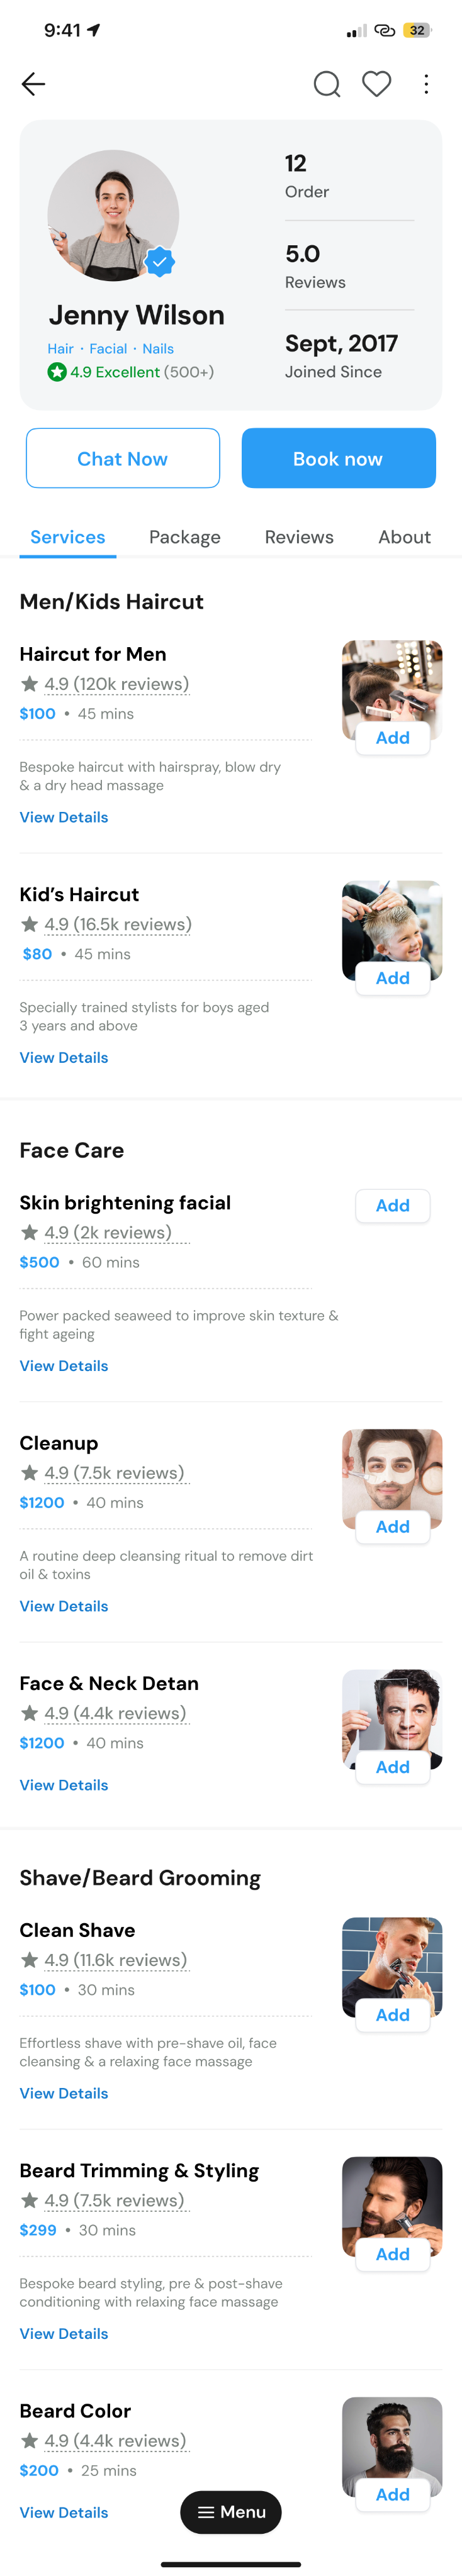 9:41
32
12
Order
5.0
Reviews
Jenny Wilson
Sept, 2017
Hair · Facial · Nails
4.9 Excellent (500+)
Joined Since
Chat Now
Book now
Services
Package
Reviews
About
Men/Kids Haircut
Haircut for Men
4.9 (120k reviews)
$100 • 45 mins
Add
Bespoke haircut with hairspray, blow dry
& a dry head massage
View Details
Kid’s Haircut
4.9 (16.5k reviews)
$80 • 45 mins
Add
Specially trained stylists for boys aged
3 years and above
View Details
Face Care
Skin brightening facial
Add
4.9 (2k reviews)
$500 • 60 mins
Power packed seaweed to improve skin texture &
fight ageing
View Details
Cleanup
4.9 (7.5k reviews)
$1200 • 40 mins
Add
A routine deep cleansing ritual to remove dirt
oil & toxins
View Details
Face & Neck Detan
4.9 (4.4k reviews)
$1200 • 40 mins
Add
View Details
Shave/Beard Grooming
Clean Shave
4.9 (11.6k reviews)
$100 • 30 mins
Add
Effortless shave with pre-shave oil, face
cleansing & a relaxing face massage
View Details
Beard Trimming & Styling
4.9 (7.5k reviews)
$299 • 30 mins
Add
Bespoke beard styling, pre & post-shave
conditioning with relaxing face massage
View Details
Beard Color
4.9 (4.4k reviews)
$200 • 25 mins
Add
View Details
Menu